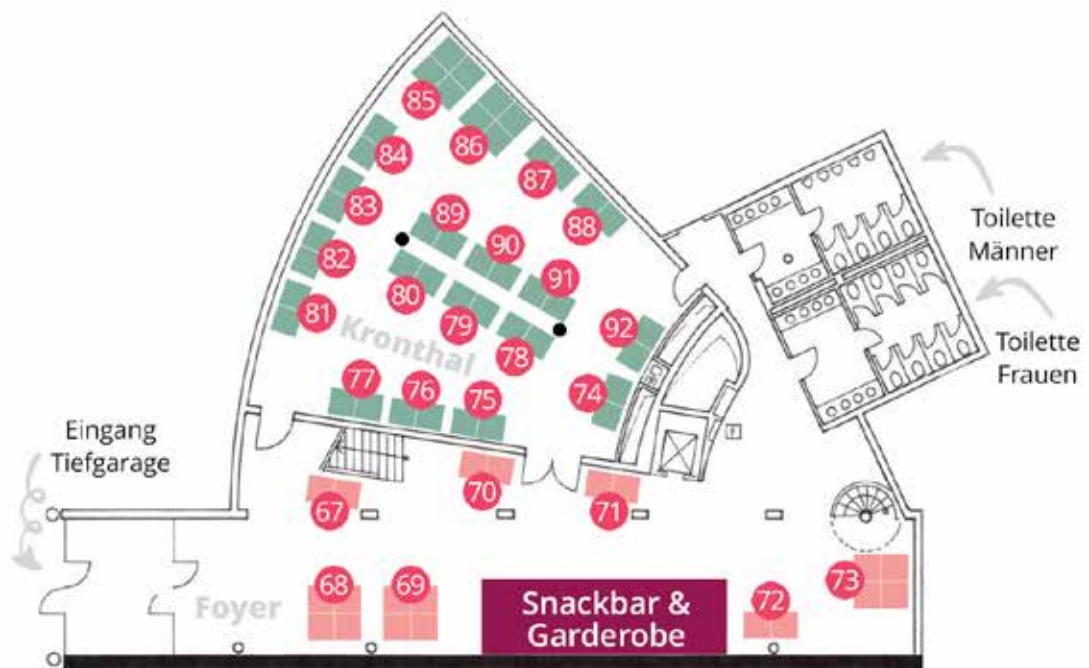 85
86
84
87
83
88
89
82
90
80
91
81
79
92
Kronthal
78
77
76
75
74
Toilette
Männer
Toilette
Frauen
Eingang
Tiefgarage
70
67
71
68
69
73
72
Foyer
Snackbar &
Garderobe